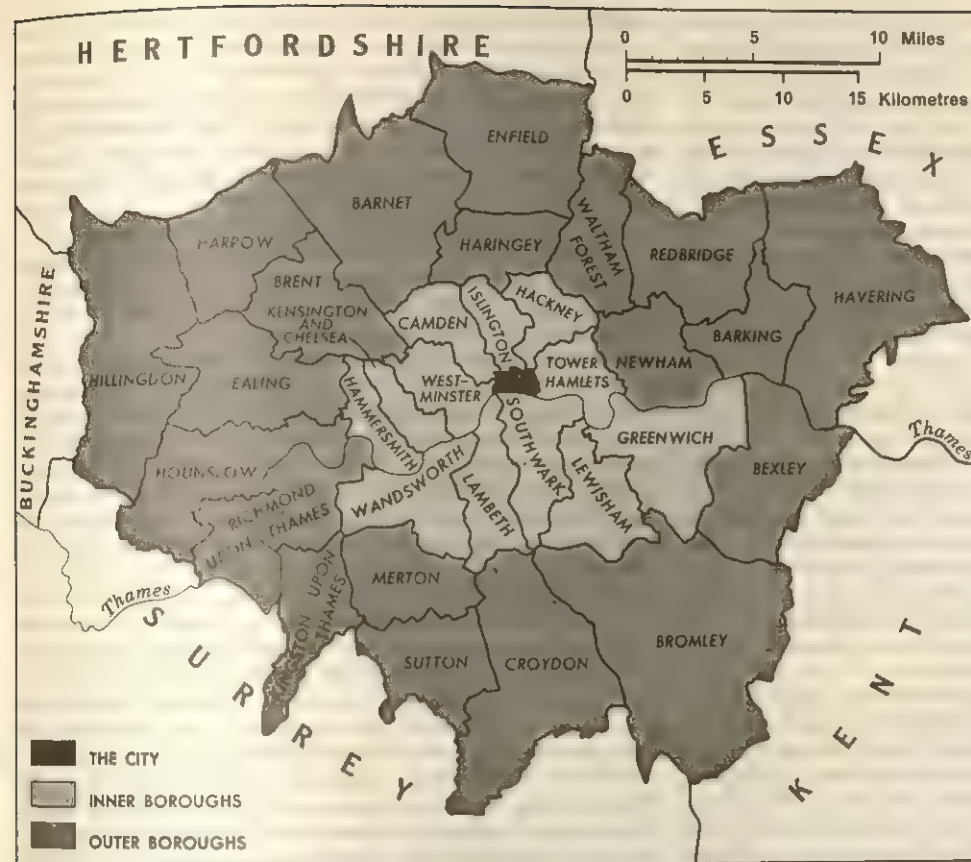 HERTFORDSHIRE
0 5 10 Miles
0 5 10 15 Kilometres
ESSEX
ENFIELD
BARNET
HARROW
HARINGEY
WALTHAM
FOREST
REDBRIDGE
HAVERING
BRENT
KENSINGTON
AND
CHELSEA
CAMDEN
ISLINGTON
HACKNEY
BARKING
BUCKINGHAMSHIRE
HILLINGDON
EALING
HAMMERSMITH
WEST-
MINSTER
TOWER
HAMLETS
NEWHAM
HOUNSLOW
WANDSWORTH
LAMBETH
SOUTHWARK
LEWISHAM
GREENWICH
BEXLEY
Thames
RICHMOND
UPON THAMES
Thames
SURREY
KINGSTON UPON
THAMES
MERTON
SUTTON
CROYDON
BROMLEY
KENT
THE CITY
INNER BOROUGHS
OUTER BOROUGHS